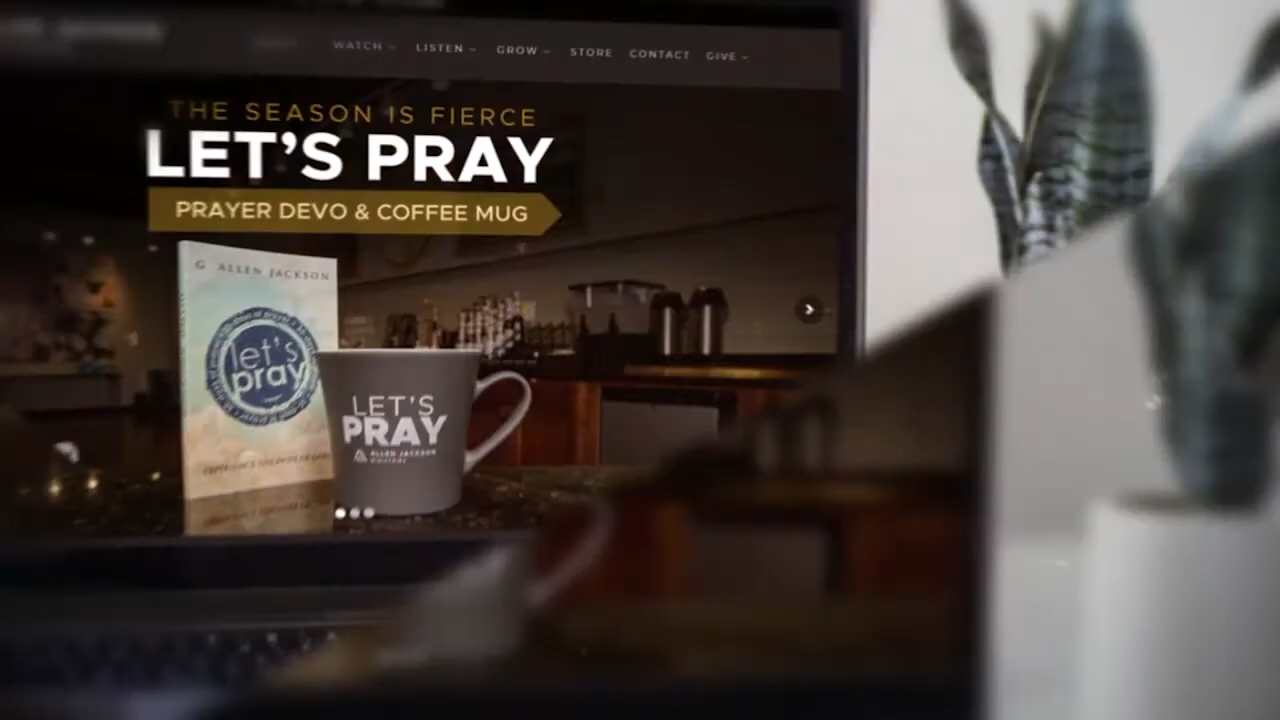 WATCH LISTEN GROW STORE CONTACT GIVE
THE SEASON IS FIERCE
LET'S PRAY
PRAYER DEVO & COFFEE MUG
G ALLEN JACKSON
let's
pray
LET'S
PRAY
ALLEN JACKSON
MINISTRIES